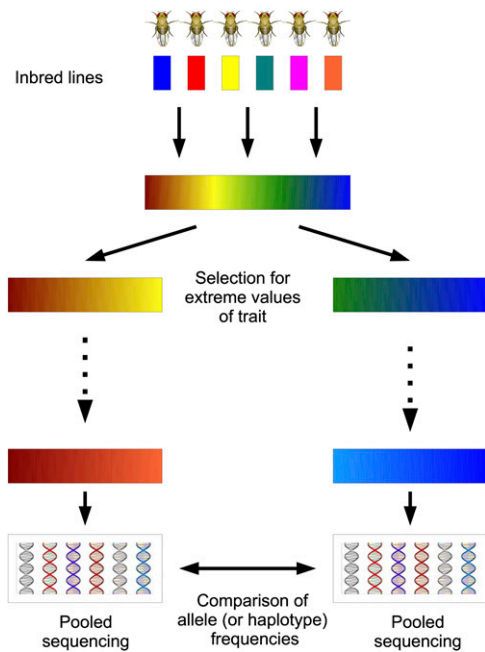 Inbred lines
Selection for
extreme values
of trait
Comparison of
allele (or haplotype)
frequencies
Pooled
sequencing
Pooled
sequencing